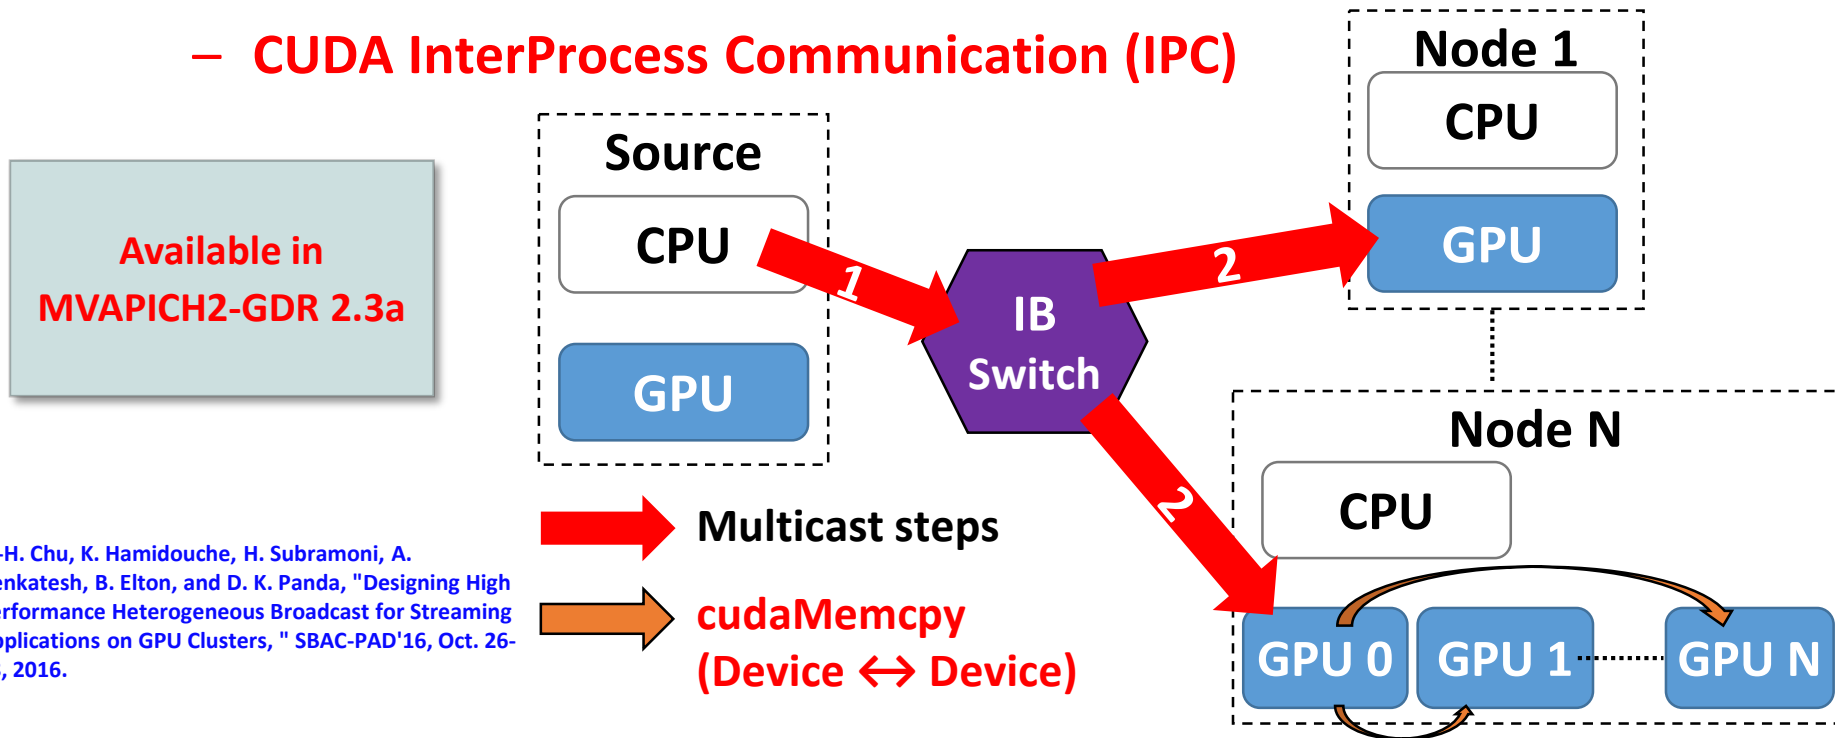 – CUDA InterProcess Communication (IPC)
Available in
MVAPICH2-GDR 2.3a
Source
CPU
GPU
1
IB
Switch
2
2
Node 1
CPU
GPU
Node N
CPU
GPU 0
GPU 1
GPU N
Multicast steps
cudaMemcpy
(Device ↔ Device)
-H. Chu, K. Hamidouche, H. Subramoni, A.
enkatesh, B. Elton, and D. K. Panda, "Designing High
erformance Heterogeneous Broadcast for Streaming
pplications on GPU Clusters, " SBAC-PAD'16, Oct. 26-
, 2016.